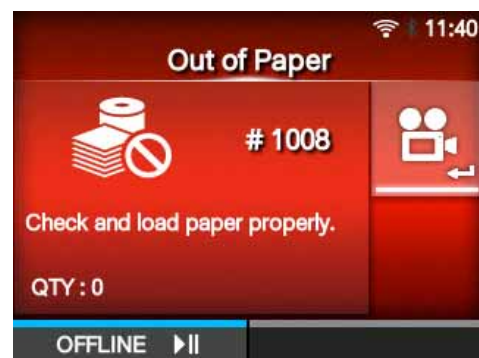 11:40
Out of Paper
# 1008
Check and load paper properly.
QTY : 0
OFFLINE